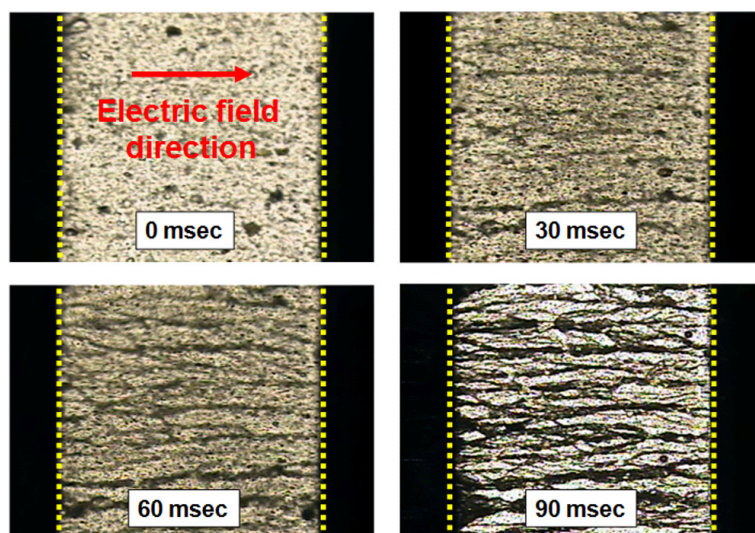 Electric field
direction
0 msec
30 msec
60 msec
90 msec